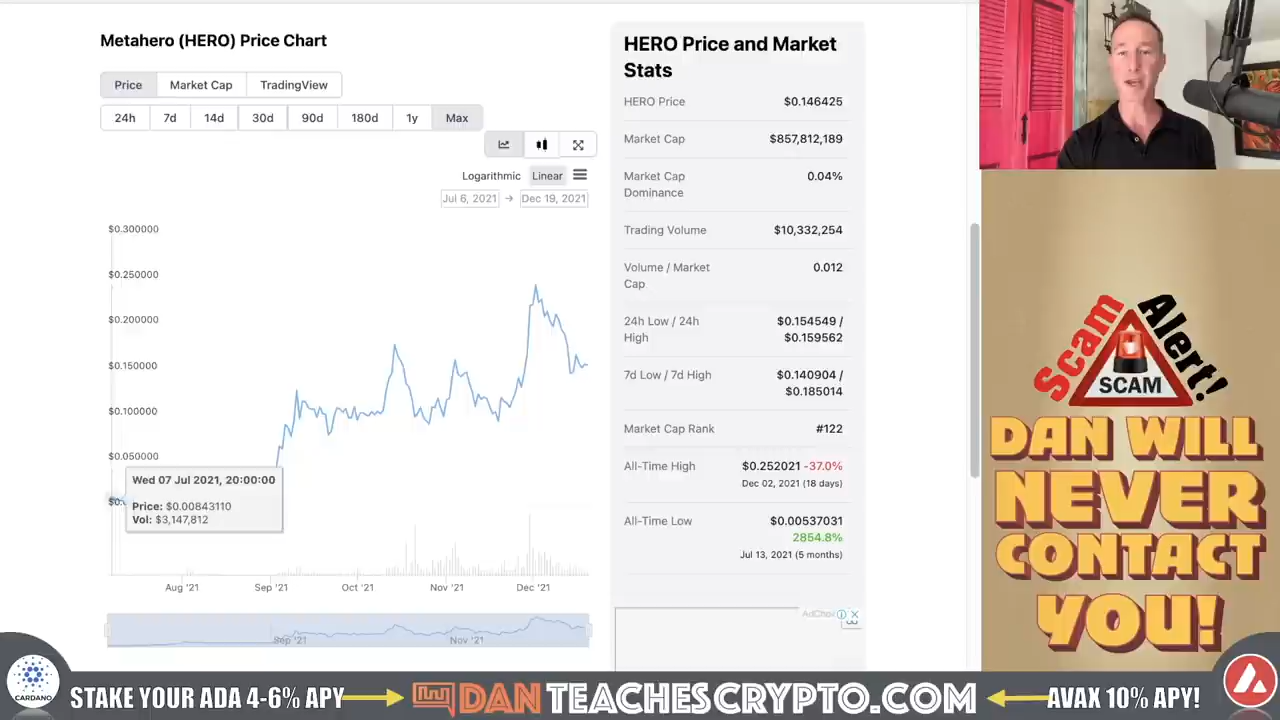 Metahero (HERO) Price Chart
Price Market Cap TradingView
24h 7d 14d 30d 90d 180d 1y Max
Logarithmic Linear
Jul 6, 2021 → Dec 19, 2021
$0.300000
$0.250000
$0.200000
$0.150000
$0.100000
$0.050000
$0.
Wed 07 Jul 2021, 20:00:00
Price: $0.00843110
Vol: $3,147,812
Aug '21 Sep '21 Oct '21 Nov '21 Dec '21
Sep '21 Nov '21
HERO Price and Market
Stats
HERO Price $0.146425
Market Cap $857,812,189
Market Cap 0.04%
Dominance
Trading Volume $10,332,254
Volume / Market 0.012
Cap
24h Low / 24h $0.154549 /
High $0.159562
7d Low / 7d High $0.140904 /
$0.185014
Market Cap Rank #122
All-Time High $0.252021 -37.0%
Dec 02, 2021 (18 days)
All-Time Low $0.00537031
2854.8%
Jul 13, 2021 (5 months)
AdChoi
Scam Alert!
SCAM
DAN WILL
NEVER
CONTACT
YOU!
CARDANO
STAKE YOUR ADA 4-6% APY
DANTEACHESCRYPTO.COM
AVAX 10% APY!